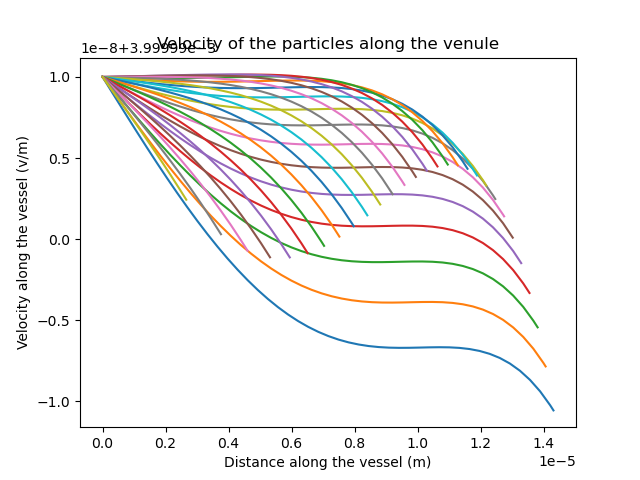 Velocity of the particles along the venule
1e−8+3.99999e−3
1.0
0.5
0.0
−0.5
−1.0
Velocity along the vessel (v/m)
0.0 0.2 0.4 0.6 0.8 1.0 1.2 1.4
1e−5
Distance along the vessel (m)